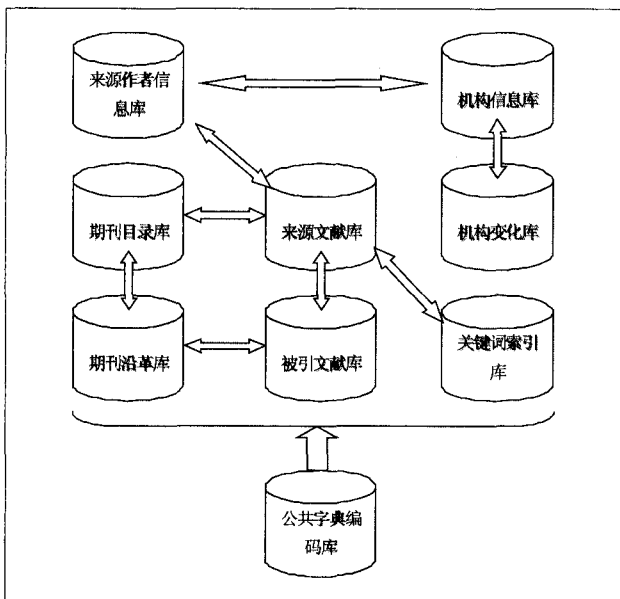 来源作者信
息库
机构信息库
期刊目录库
来源文献库
机构变化库
期刊沿革库
被引文献库
关键词索引
库
公共字典编
码库